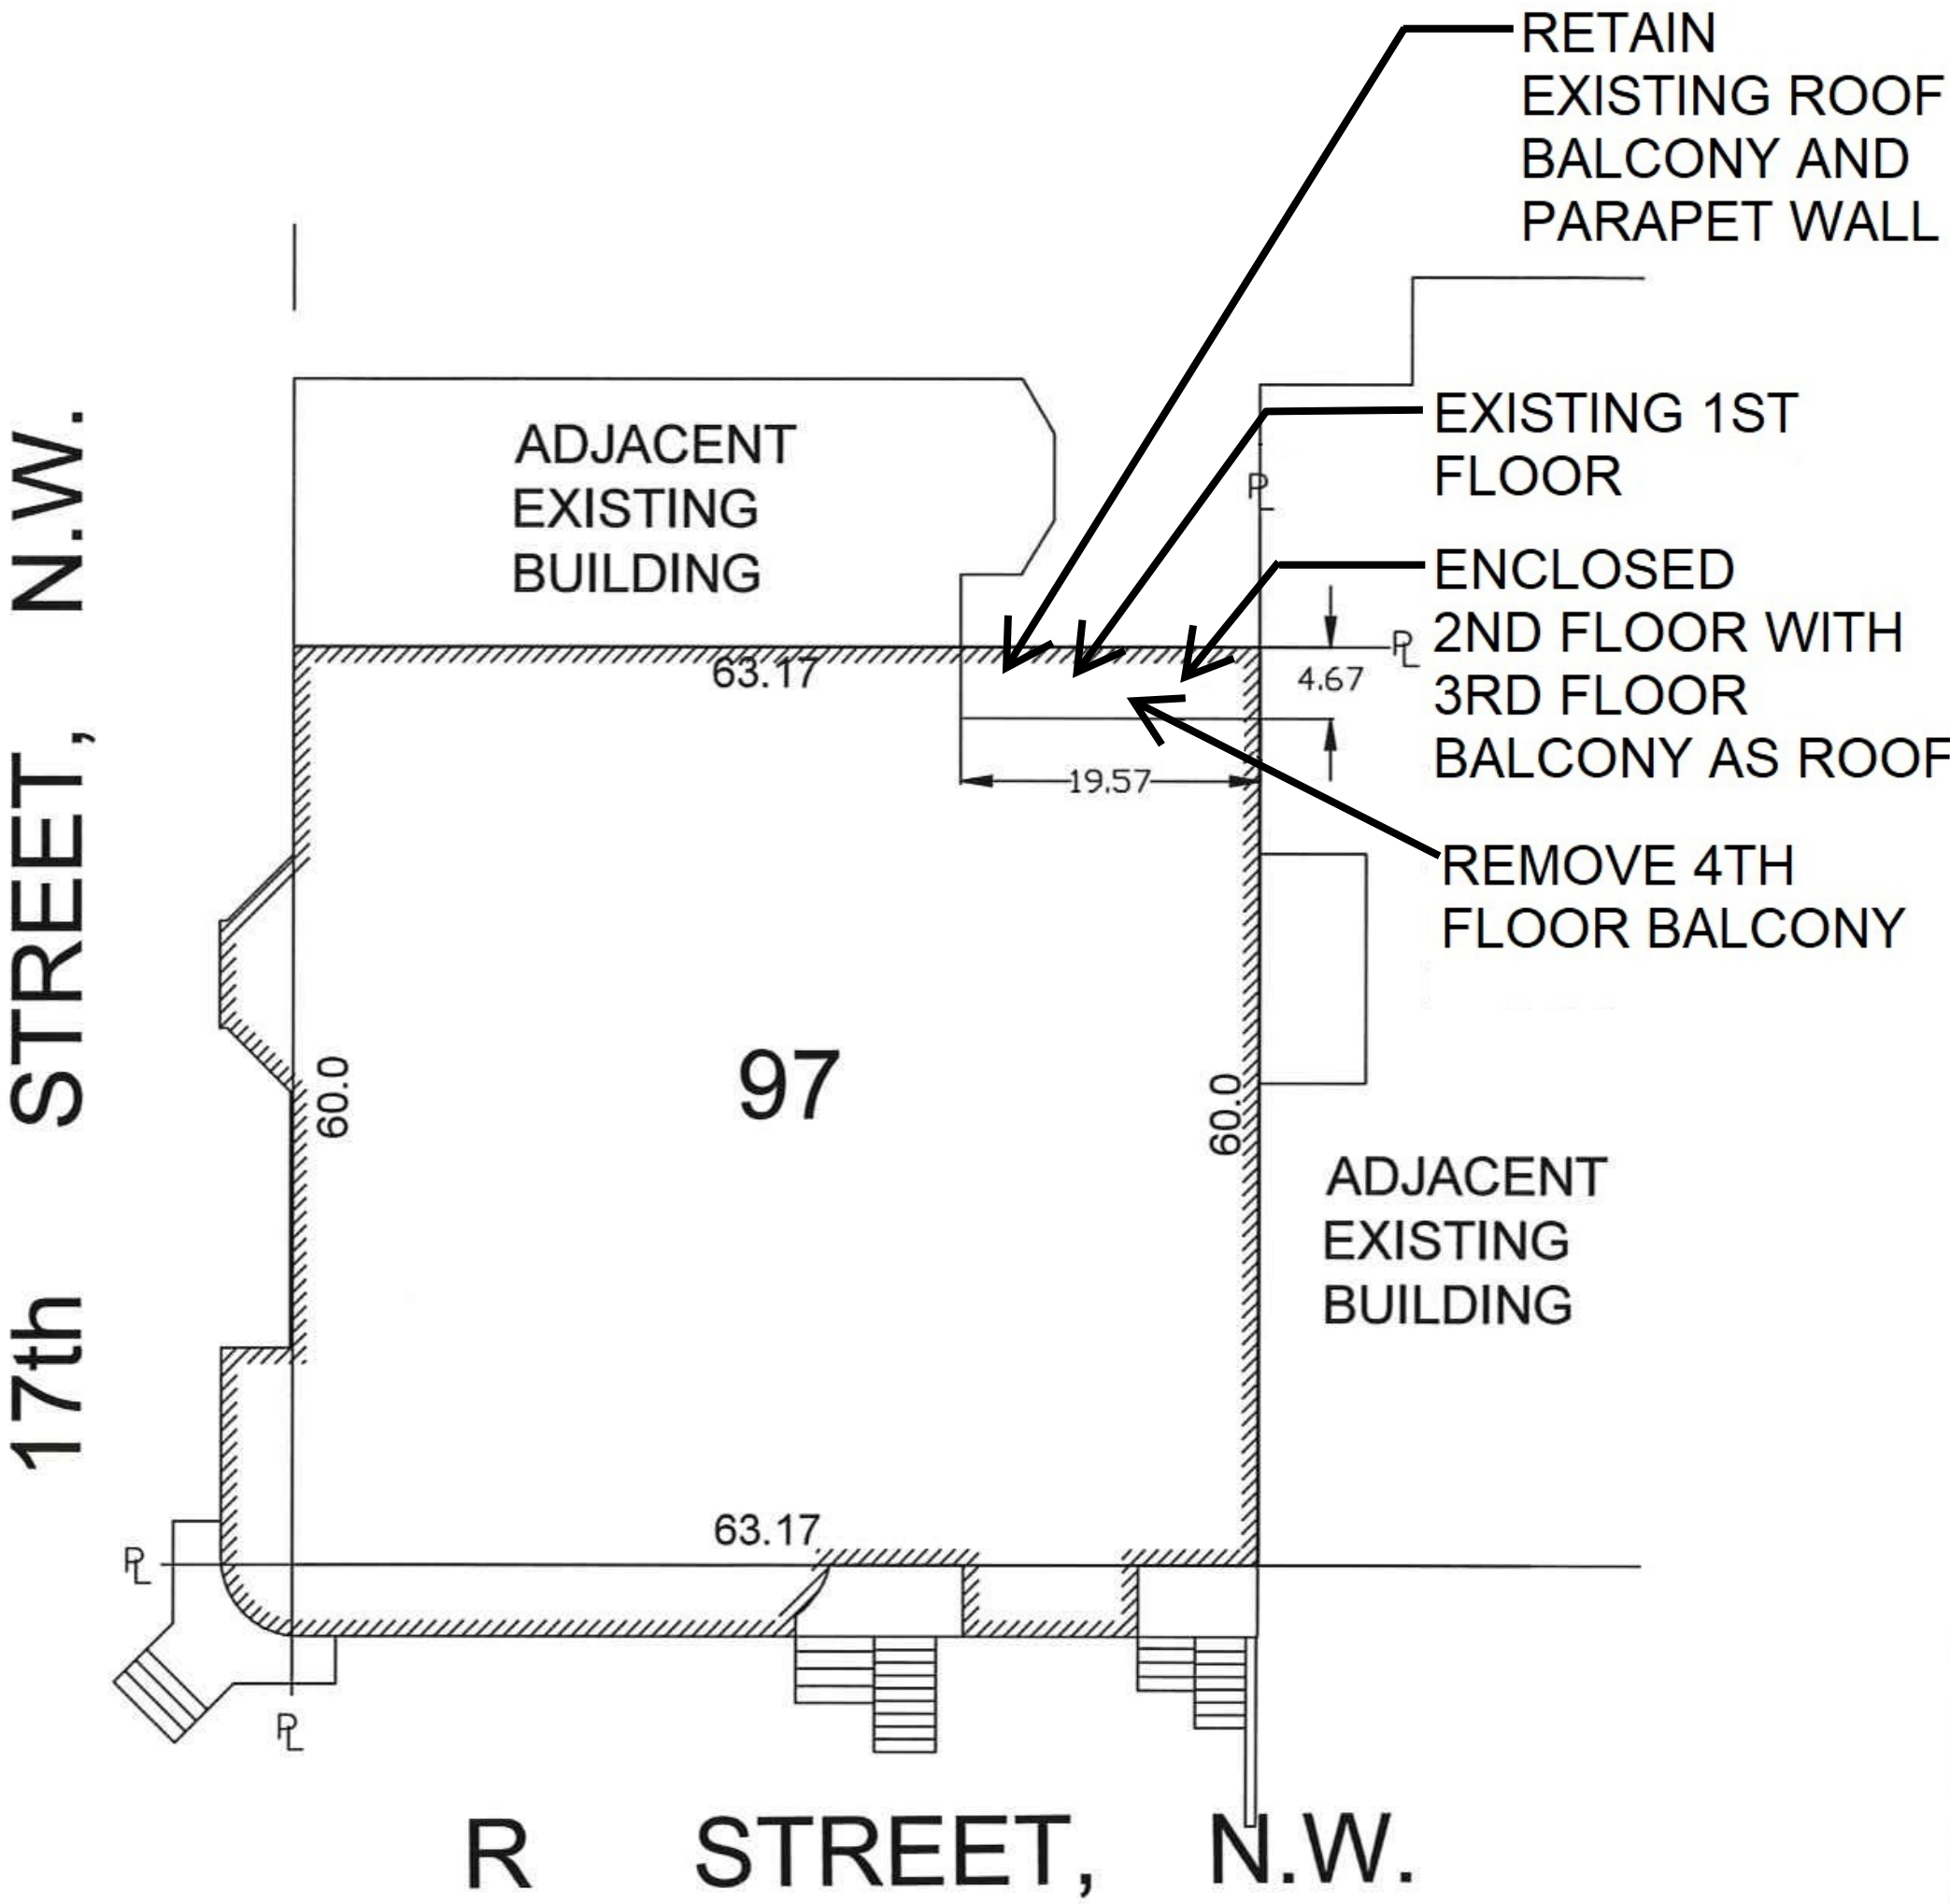 RETAIN
EXISTING ROOF
BALCONY AND
PARAPET WALL
EXISTING 1ST
FLOOR
ENCLOSED
2ND FLOOR WITH
3RD FLOOR
BALCONY AS ROOF
REMOVE 4TH
FLOOR BALCONY
ADJACENT
EXISTING
BUILDING
PL
PL
63.17
4.67
19.57
97
60.0
60.0
ADJACENT
EXISTING
BUILDING
63.17
PL
PL
17th STREET, N.W.
R STREET, N.W.